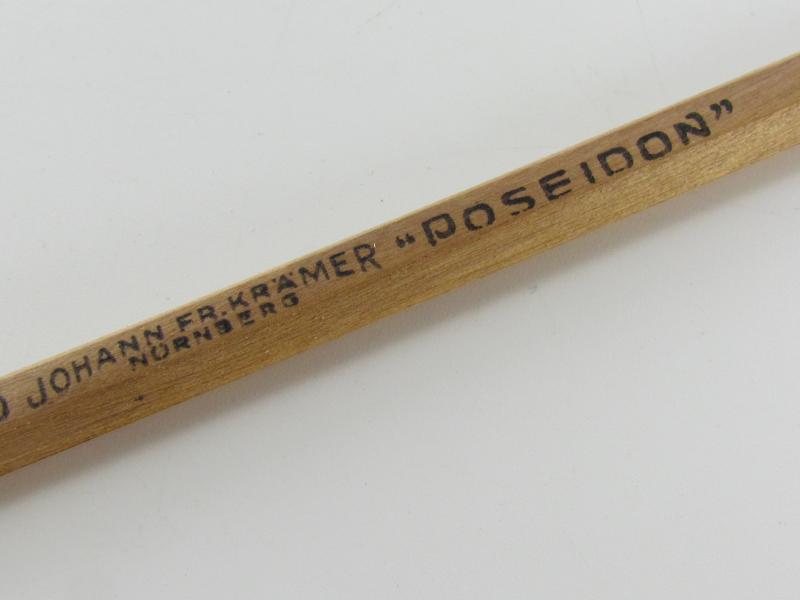 JOHANN FR. KRÄMER "POSEIDON"
NÜRNBERG